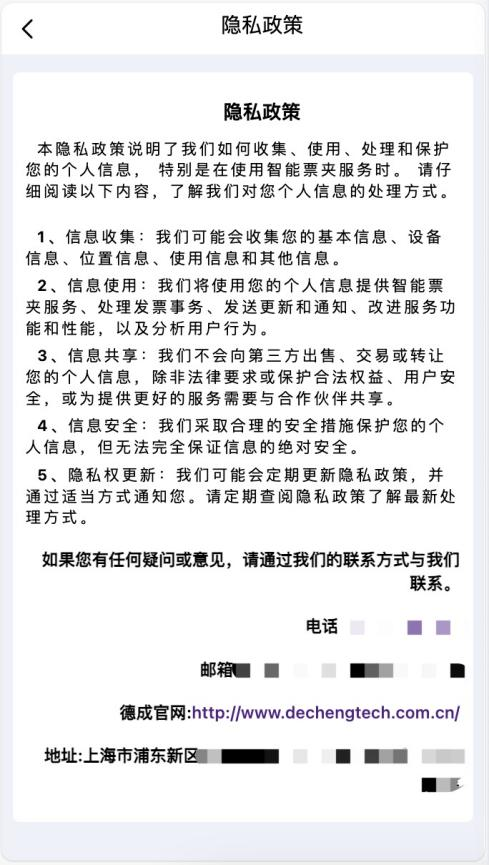 隐私政策
隐私政策
本隐私政策说明了我们如何收集、使用、处理和保护
您的个人信息， 特别是在使用智能票夹服务时。 请仔
细阅读以下内容，了解我们对您个人信息的处理方式。
1、信息收集：我们可能会收集您的基本信息、设备
信息、位置信息、使用信息和其他信息。
2、信息使用：我们将使用您的个人信息提供智能票
夹服务、处理发票事务、发送更新和通知、改进服务功
能和性能，以及分析用户行为。
3、信息共享：我们不会向第三方出售、交易或转让
您的个人信息，除非法律要求或保护合法权益、用户安
全，或为提供更好的服务需要与合作伙伴共享。
4、信息安全：我们采取合理的安全措施保护您的个
人信息，但无法完全保证信息的绝对安全。
5、隐私权更新：我们可能会定期更新隐私政策，并
通过适当方式通知您。请定期查阅隐私政策了解最新处
理方式。
如果您有任何疑问或意见，请通过我们的联系方式与我们
联系。
电话
邮箱
德成官网:http://www.dechengtech.com.cn/
地址:上海市浦东新区